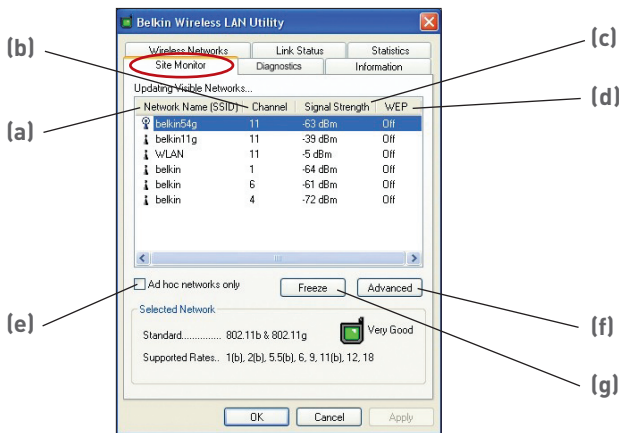 Belkin Wireless LAN Utility
(b)
(c)
Wireless Networks Link Status Statistics
Site Monitor Diagnostics Information
Updating Visible Networks...
(d)
(a)
Network Name (SSID) Channel Signal Strength WEP
belkin54g 11 -63 dBm Off
belkin11g 11 -39 dBm Off
WLAN 11 -5 dBm Off
belkin 1 -64 dBm Off
belkin 6 -61 dBm Off
belkin 4 -72 dBm Off
Ad hoc networks only Freeze Advanced
(e)
(f)
Selected Network
Standard............... 802.11b & 802.11g Very Good
Supported Rates.. 1(b), 2(b), 5.5(b), 6, 9, 11(b), 12, 18
(g)
OK Cancel Apply